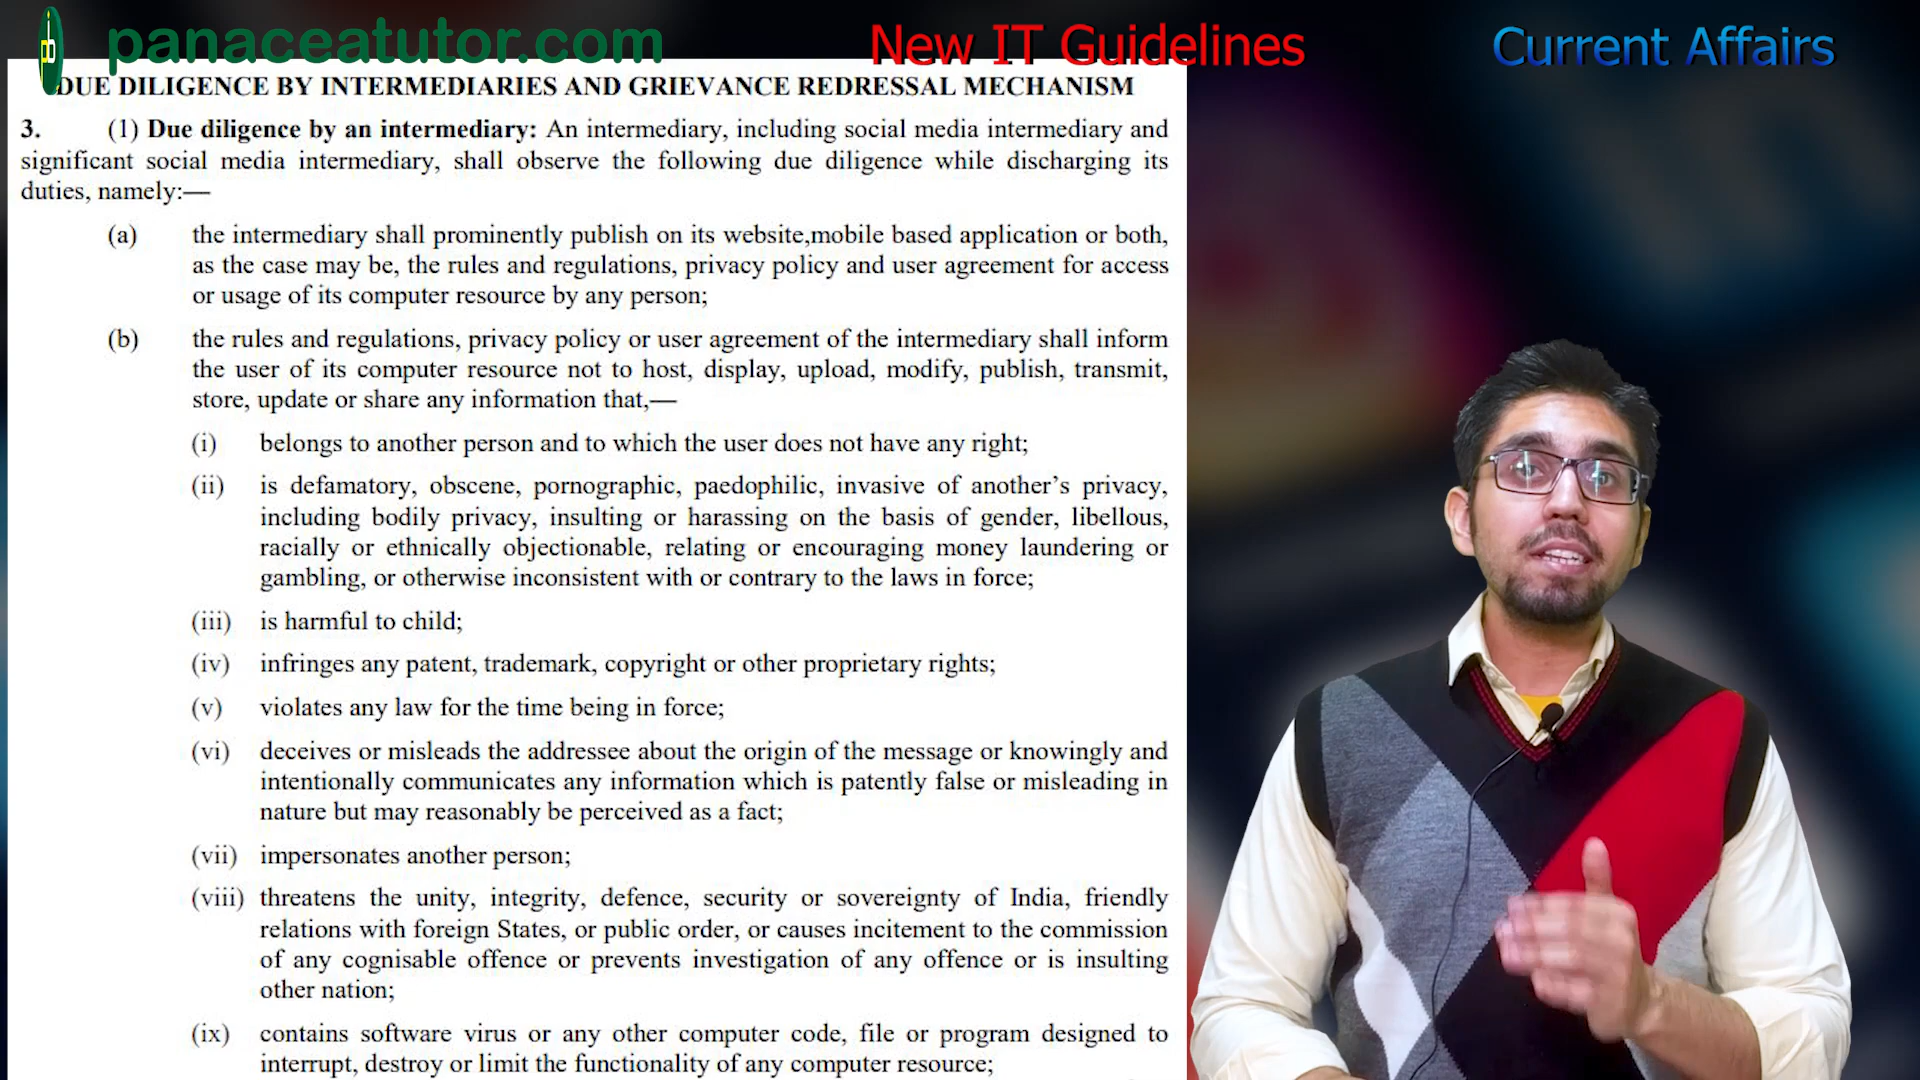 panaceatutor.com
New IT Guidelines
Current Affairs
DUE DILIGENCE BY INTERMEDIARIES AND GRIEVANCE REDRESSAL MECHANISM
3. (1) Due diligence by an intermediary: An intermediary, including social media intermediary and
significant social media intermediary, shall observe the following due diligence while discharging its
duties, namely:—
(a) the intermediary shall prominently publish on its website,mobile based application or both,
as the case may be, the rules and regulations, privacy policy and user agreement for access
or usage of its computer resource by any person;
(b) the rules and regulations, privacy policy or user agreement of the intermediary shall inform
the user of its computer resource not to host, display, upload, modify, publish, transmit,
store, update or share any information that,—
(i) belongs to another person and to which the user does not have any right;
(ii) is defamatory, obscene, pornographic, paedophilic, invasive of another’s privacy,
including bodily privacy, insulting or harassing on the basis of gender, libellous,
racially or ethnically objectionable, relating or encouraging money laundering or
gambling, or otherwise inconsistent with or contrary to the laws in force;
(iii) is harmful to child;
(iv) infringes any patent, trademark, copyright or other proprietary rights;
(v) violates any law for the time being in force;
(vi) deceives or misleads the addressee about the origin of the message or knowingly and
intentionally communicates any information which is patently false or misleading in
nature but may reasonably be perceived as a fact;
(vii) impersonates another person;
(viii) threatens the unity, integrity, defence, security or sovereignty of India, friendly
relations with foreign States, or public order, or causes incitement to the commission
of any cognisable offence or prevents investigation of any offence or is insulting
other nation;
(ix) contains software virus or any other computer code, file or program designed to
interrupt, destroy or limit the functionality of any computer resource;